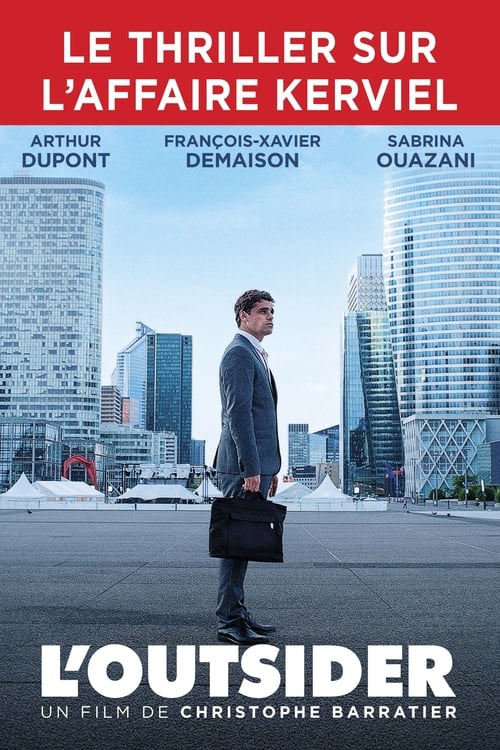 LE THRILLER SUR
L'AFFAIRE KERVIEL
ARTHUR
DUPONT
FRANÇOIS-XAVIER
DEMAISON
SABRINA
OUAZANI
L'OUTSIDER
UN FILM DE CHRISTOPHE BARRATIER